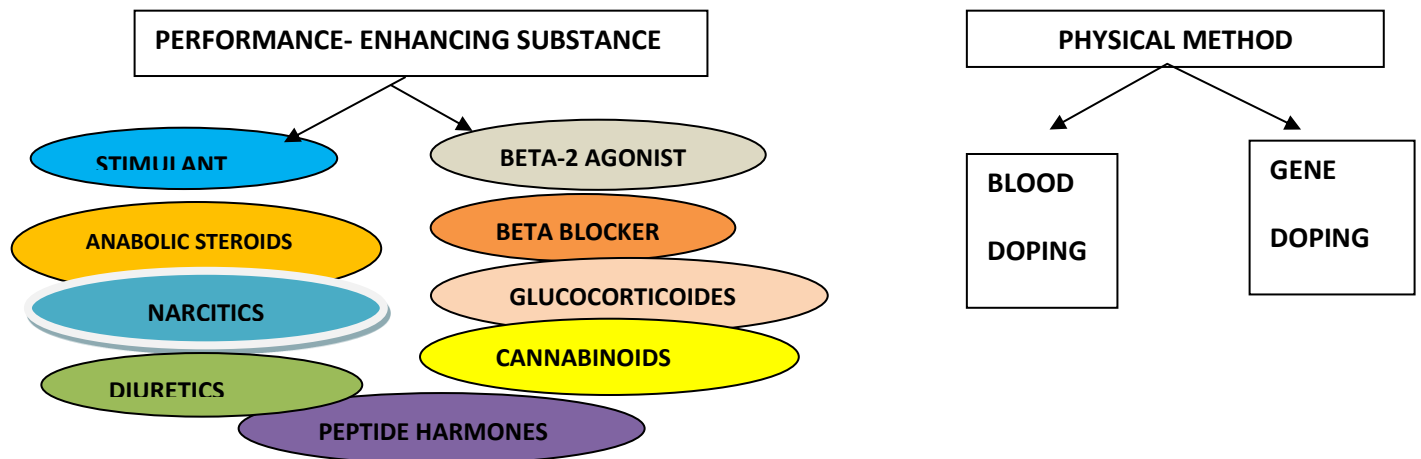 PERFORMANCE- ENHANCING SUBSTANCE
STIMULANT
ANABOLIC STEROIDS
NARCITICS
DIURETICS
PEPTIDE HARMONES
BETA-2 AGONIST
BETA BLOCKER
GLUCOCORTICOIDES
CANNABINOIDS
PHYSICAL METHOD
BLOOD
DOPING
GENE
DOPING